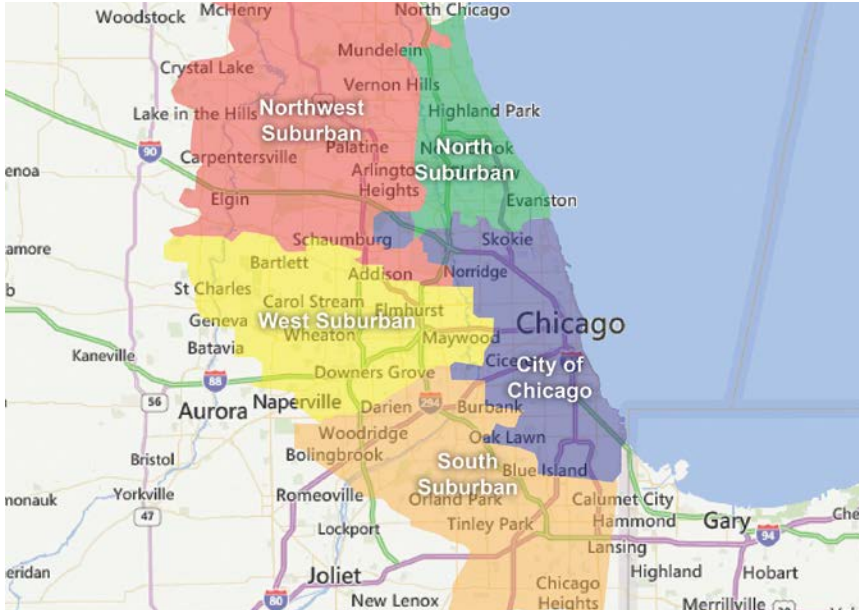 McHenry
North Chicago
Woodstock
Mundelein
Crystal Lake
Vernon Hills
Lake in the Hills
Northwest
Suburban
Highland Park
90
Palatine
North
Suburban
Carpentersville
Arlington
Heights
Elgin
Evanston
Schaumburg
Skokie
Bartlett
Addison
Norridge
St Charles
Carol Stream
Elmhurst
Geneva
West Suburban
Chicago
Wheaton
Maywood
Batavia
Kaneville
City of
Chicago
Downers Grove
88
56
Aurora
Naperville
Darien
294
Burbank
Woodridge
Oak Lawn
Bolingbrook
Bristol
South
Suburban
Blue Island
Yorkville
Romeoville
Orland Park
Calumet City
47
Lockport
Tinley Park
Hammond
Gary
94
Lansing
Joliet
Highland
Hobart
80
New Lenox
Chicago
Heights
Merrillville